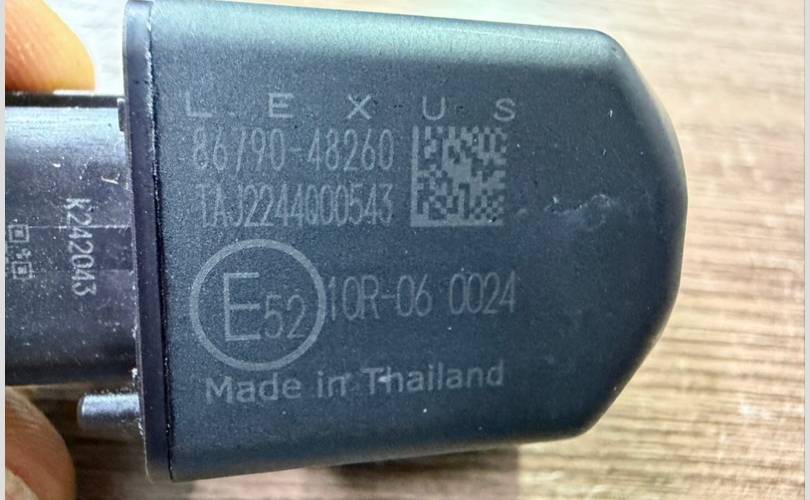 LEXUS
86790-48260
TAJ2244Q00543
E52 10R-06 0024
Made in Thailand
K242043